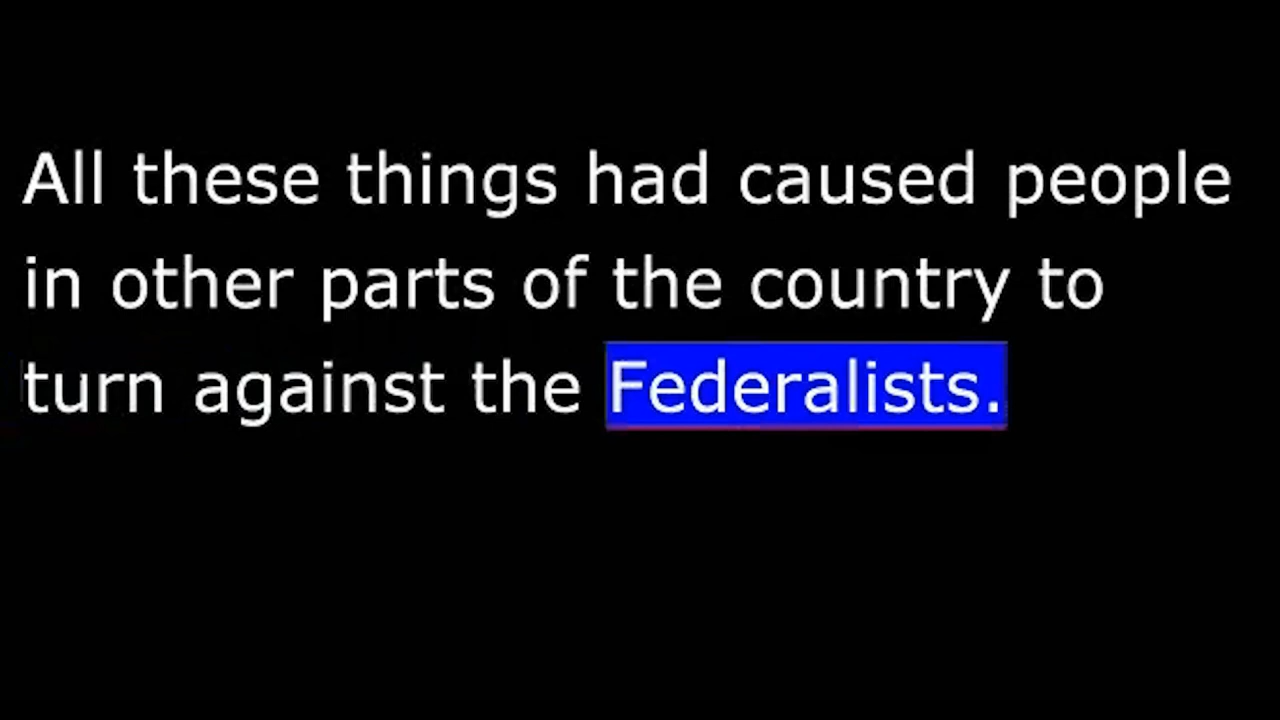 All these things had caused people
in other parts of the country to
turn against the Federalists.